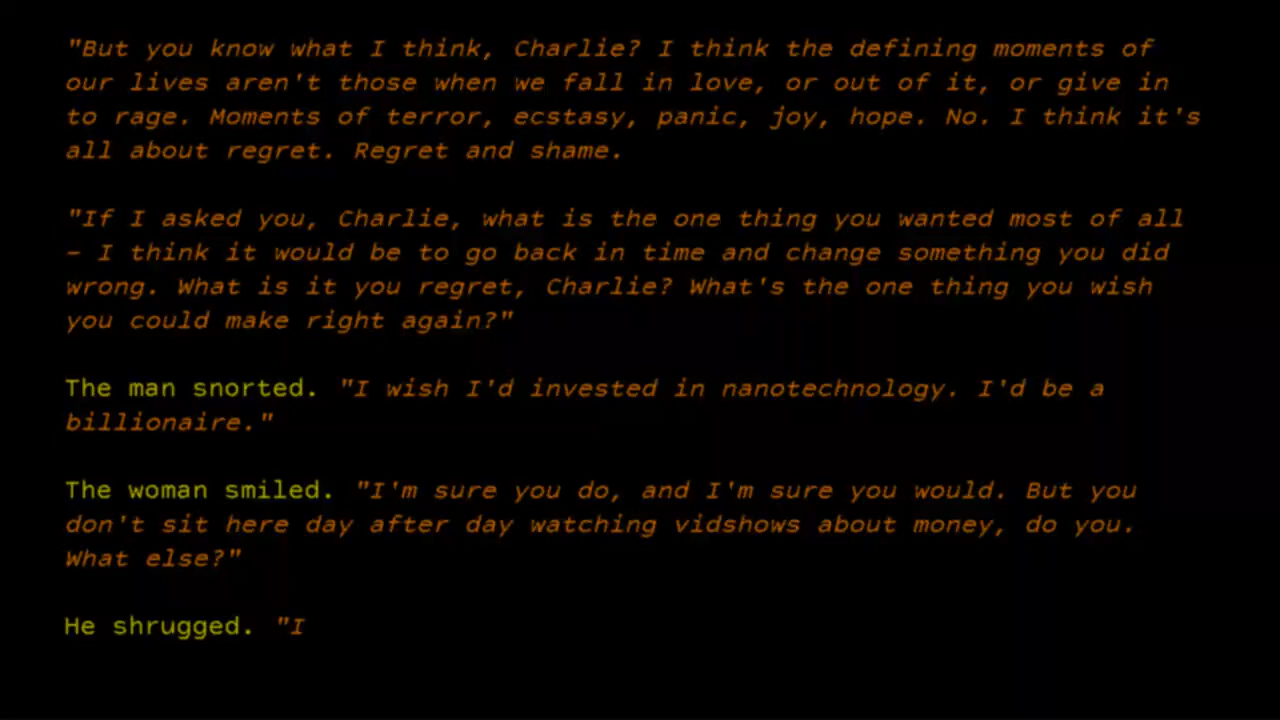 "But you know what I think, Charlie? I think the defining moments of
our lives aren't those when we fall in love, or out of it, or give in
to rage. Moments of terror, ecstasy, panic, joy, hope. No. I think it's
all about regret. Regret and shame.
"If I asked you, Charlie, what is the one thing you wanted most of all
– I think it would be to go back in time and change something you did
wrong. What is it you regret, Charlie? What's the one thing you wish
you could make right again?"
The man snorted. "I wish I'd invested in nanotechnology. I'd be a
billionaire."
The woman smiled. "I'm sure you do, and I'm sure you would. But you
don't sit here day after day watching vidshows about money, do you.
What else?"
He shrugged. "I